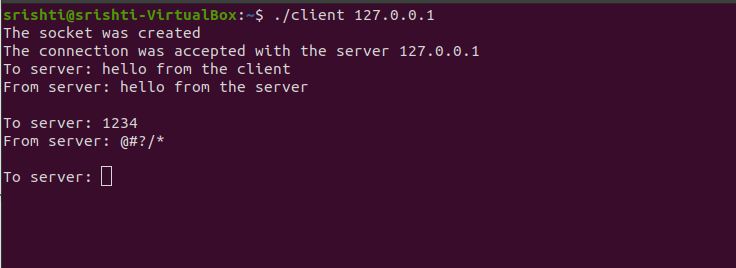 srishti@srishti-VirtualBox:~$ ./client 127.0.0.1
The socket was created
The connection was accepted with the server 127.0.0.1
To server: hello from the client
From server: hello from the server
To server: 1234
From server: @#?/*
To server: